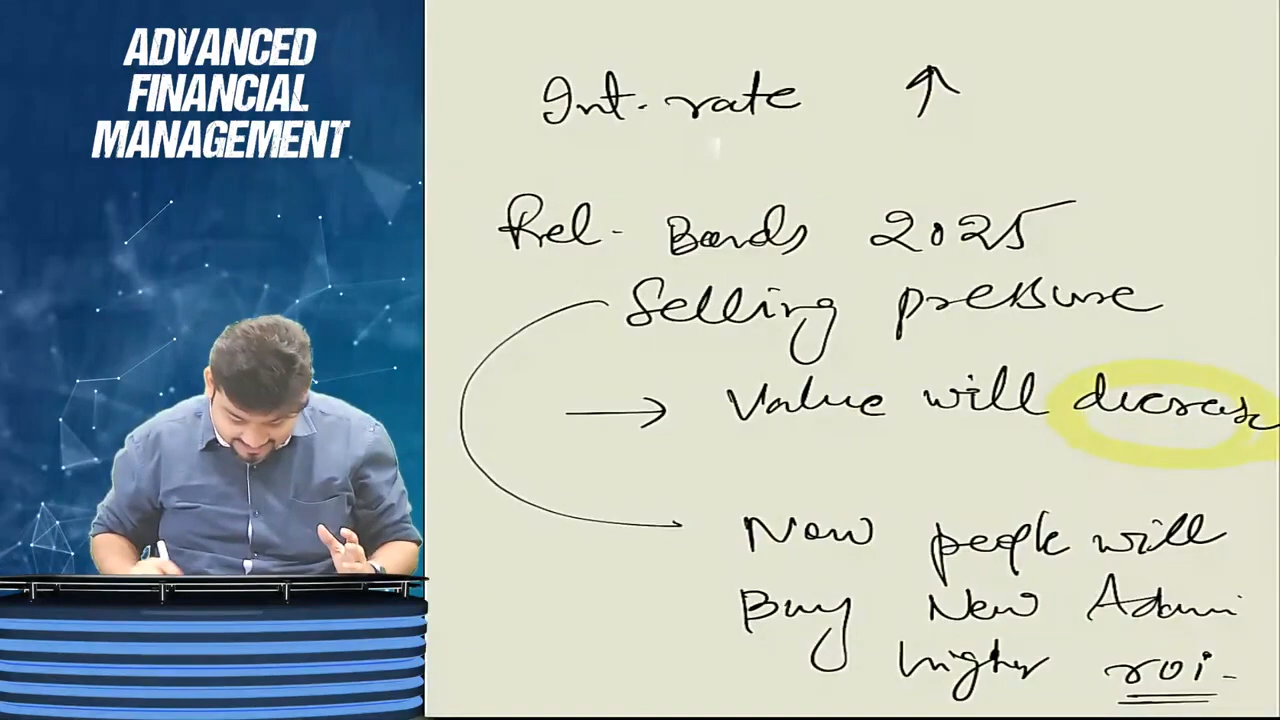 ADVANCED
FINANCIAL
MANAGEMENT
Int. rate ↑
Rel- Bonds 2025
Selling pressure
→ Value will decrease
Now people will
Buy New Adani
higher roi-